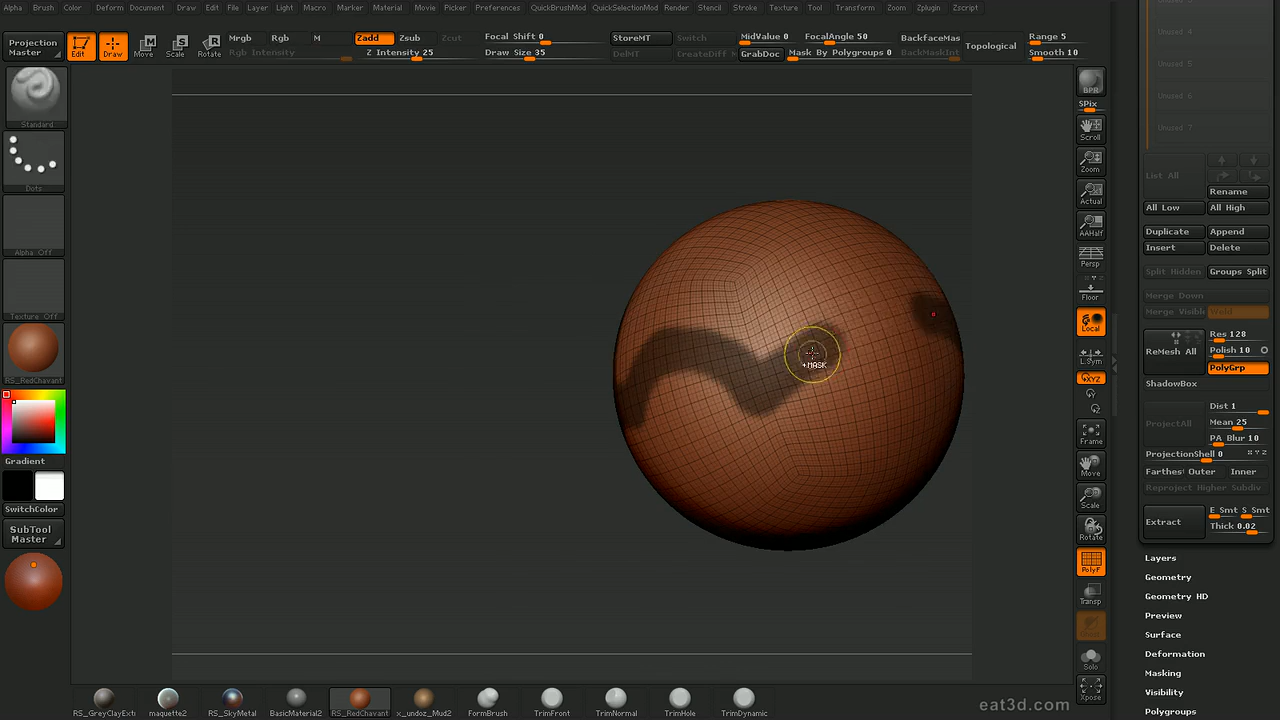 Alpha Brush Color Deform Document Draw Edit File Layer Light Macro Marker Material Movie Picker Preferences QuickBrushMod QuickSelectionMod Render Stencil Stroke Texture Tool Transform Zoom Zplugin Zscript
Projection Master
Edit
Draw
Move
Scale
Rotate
Mrgb Rgb M
Rgb Intensity
Zadd Zsub Zcut
Z Intensity 25
Focal Shift 0
Draw Size 35
StoreMT Switch
DelMT CreateDiff
MidValue 0 FocalAngle 50 BackfaceMas
GrabDoc Mask By Polygroups 0 BackMaskInt
Topological
Range 5
Smooth 10
Standard
Dots
Alpha Off
Texture Off
RS_RedChavant
Gradient
SwitchColor
SubTool
Master
+MASK
BPR
SPix
Scroll
Zoom
Actual
AAHalf
Persp
Floor
Local
L.Sym
XYZ
Frame
Move
Scale
Rotate
PolyF
Transp
Ghost
Solo
Xpose
Unused 4
Unused 5
Unused 6
Unused 7
List All
Rename
All Low All High
Duplicate Append
Insert Delete
Split Hidden Groups Split
Merge Down
Merge Visibl Weld
ReMesh All
Res 128
Polish 10
PolyGrp
ShadowBox
ProjectAll
Dist 1
Mean 25
PA Blur 10
ProjectionShell 0 X Y Z
Farthest Outer Inner
Reproject Higher Subdiv
Extract
E Smt S Smt
Thick 0.02
Layers
Geometry
Geometry HD
Preview
Surface
Deformation
Masking
Visibility
Polygroups
RS_GreyClayExt maquette2 RS_SkyMetal BasicMaterial2 RS_RedChavant x_undoz_Mud2 FormBrush TrimFront TrimNormal TrimHole TrimDynamic
eat3d.com